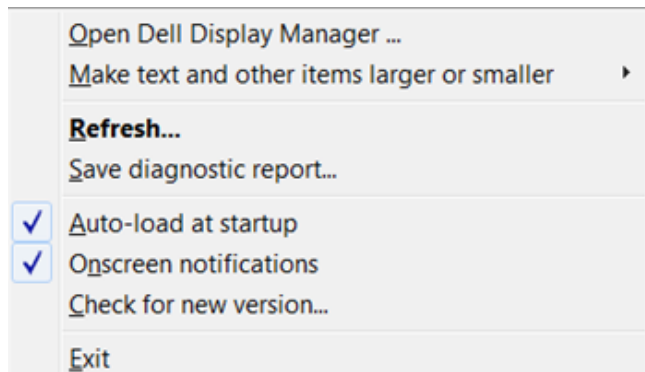 Open Dell Display Manager ...
Make text and other items larger or smaller
Refresh...
Save diagnostic report...
Auto-load at startup
Onscreen notifications
Check for new version...
Exit